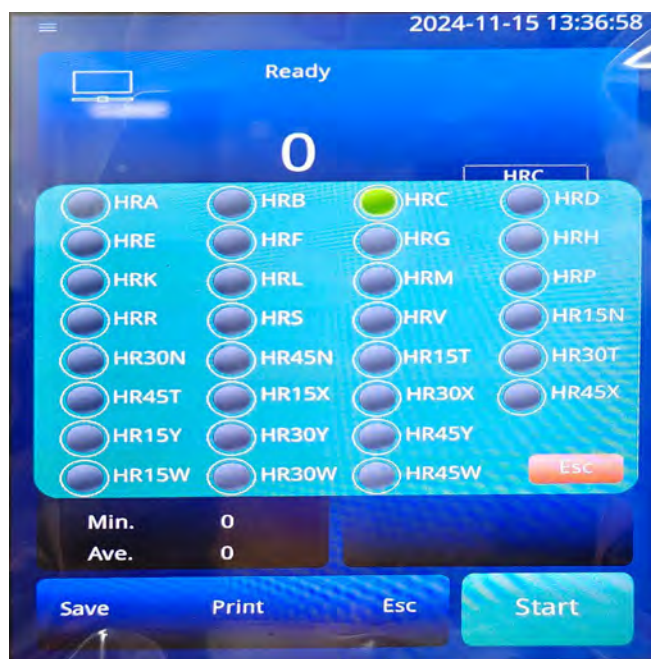 2024-11-15 13:36:58
Ready
0
HRC
HRA HRB HRC HRD
HRE HRF HRG HRH
HRK HRL HRM HRP
HRR HRS HRV HR15N
HR30N HR45N HR15T HR30T
HR45T HR15X HR30X HR45X
HR15Y HR30Y HR45Y
HR15W HR30W HR45W Esc
Min. 0
Ave. 0
Save Print Esc Start